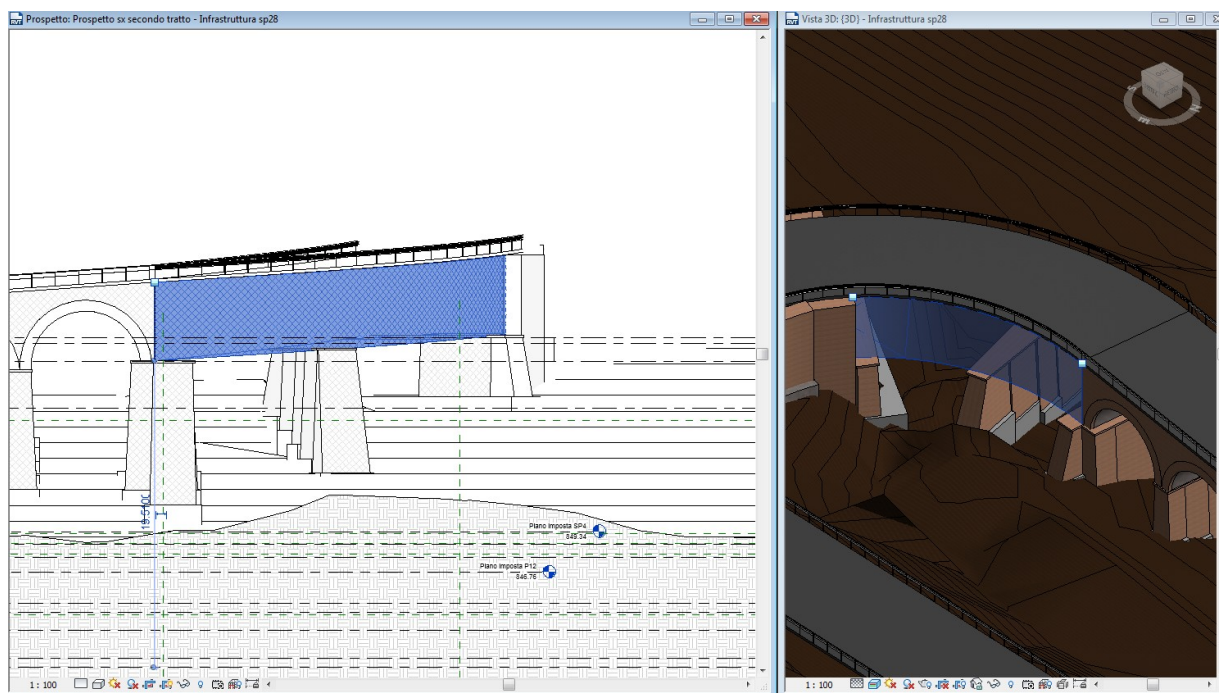 Prospetto: Prospetto sx secondo tratto - Infrastruttura sp28
Vista 3D: {3D} - Infrastruttura sp28
Piano imposta SP4
849.34
Piano imposta P12
846.76
1 : 100
1 : 100